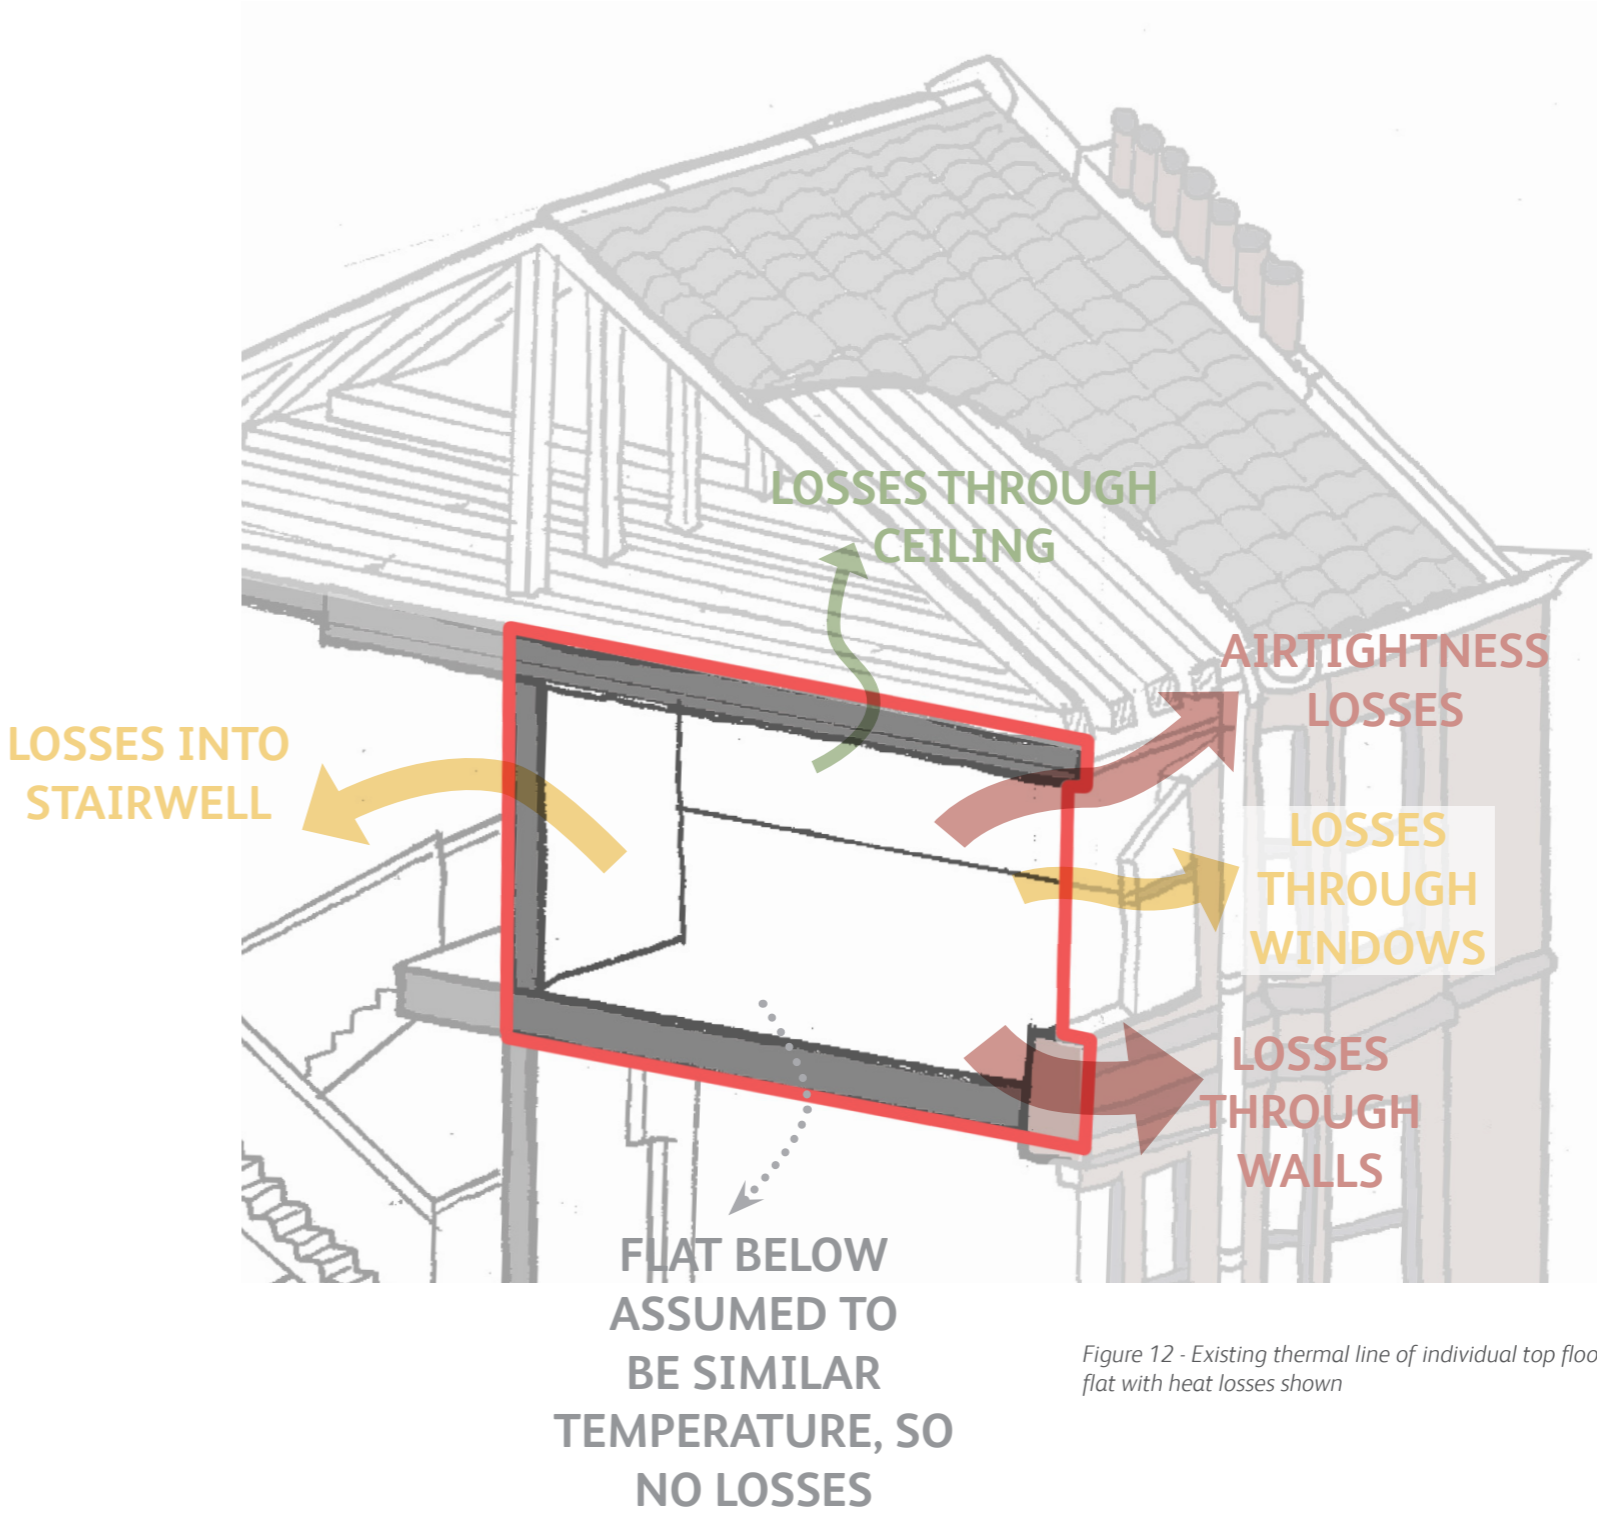 LOSSES THROUGH
CEILING
AIRTIGHTNESS
LOSSES
LOSSES INTO
STAIRWELL
LOSSES
THROUGH
WINDOWS
LOSSES
THROUGH
WALLS
FLAT BELOW
ASSUMED TO
BE SIMILAR
TEMPERATURE, SO
NO LOSSES
Figure 12 - Existing thermal line of individual top floo
flat with heat losses shown